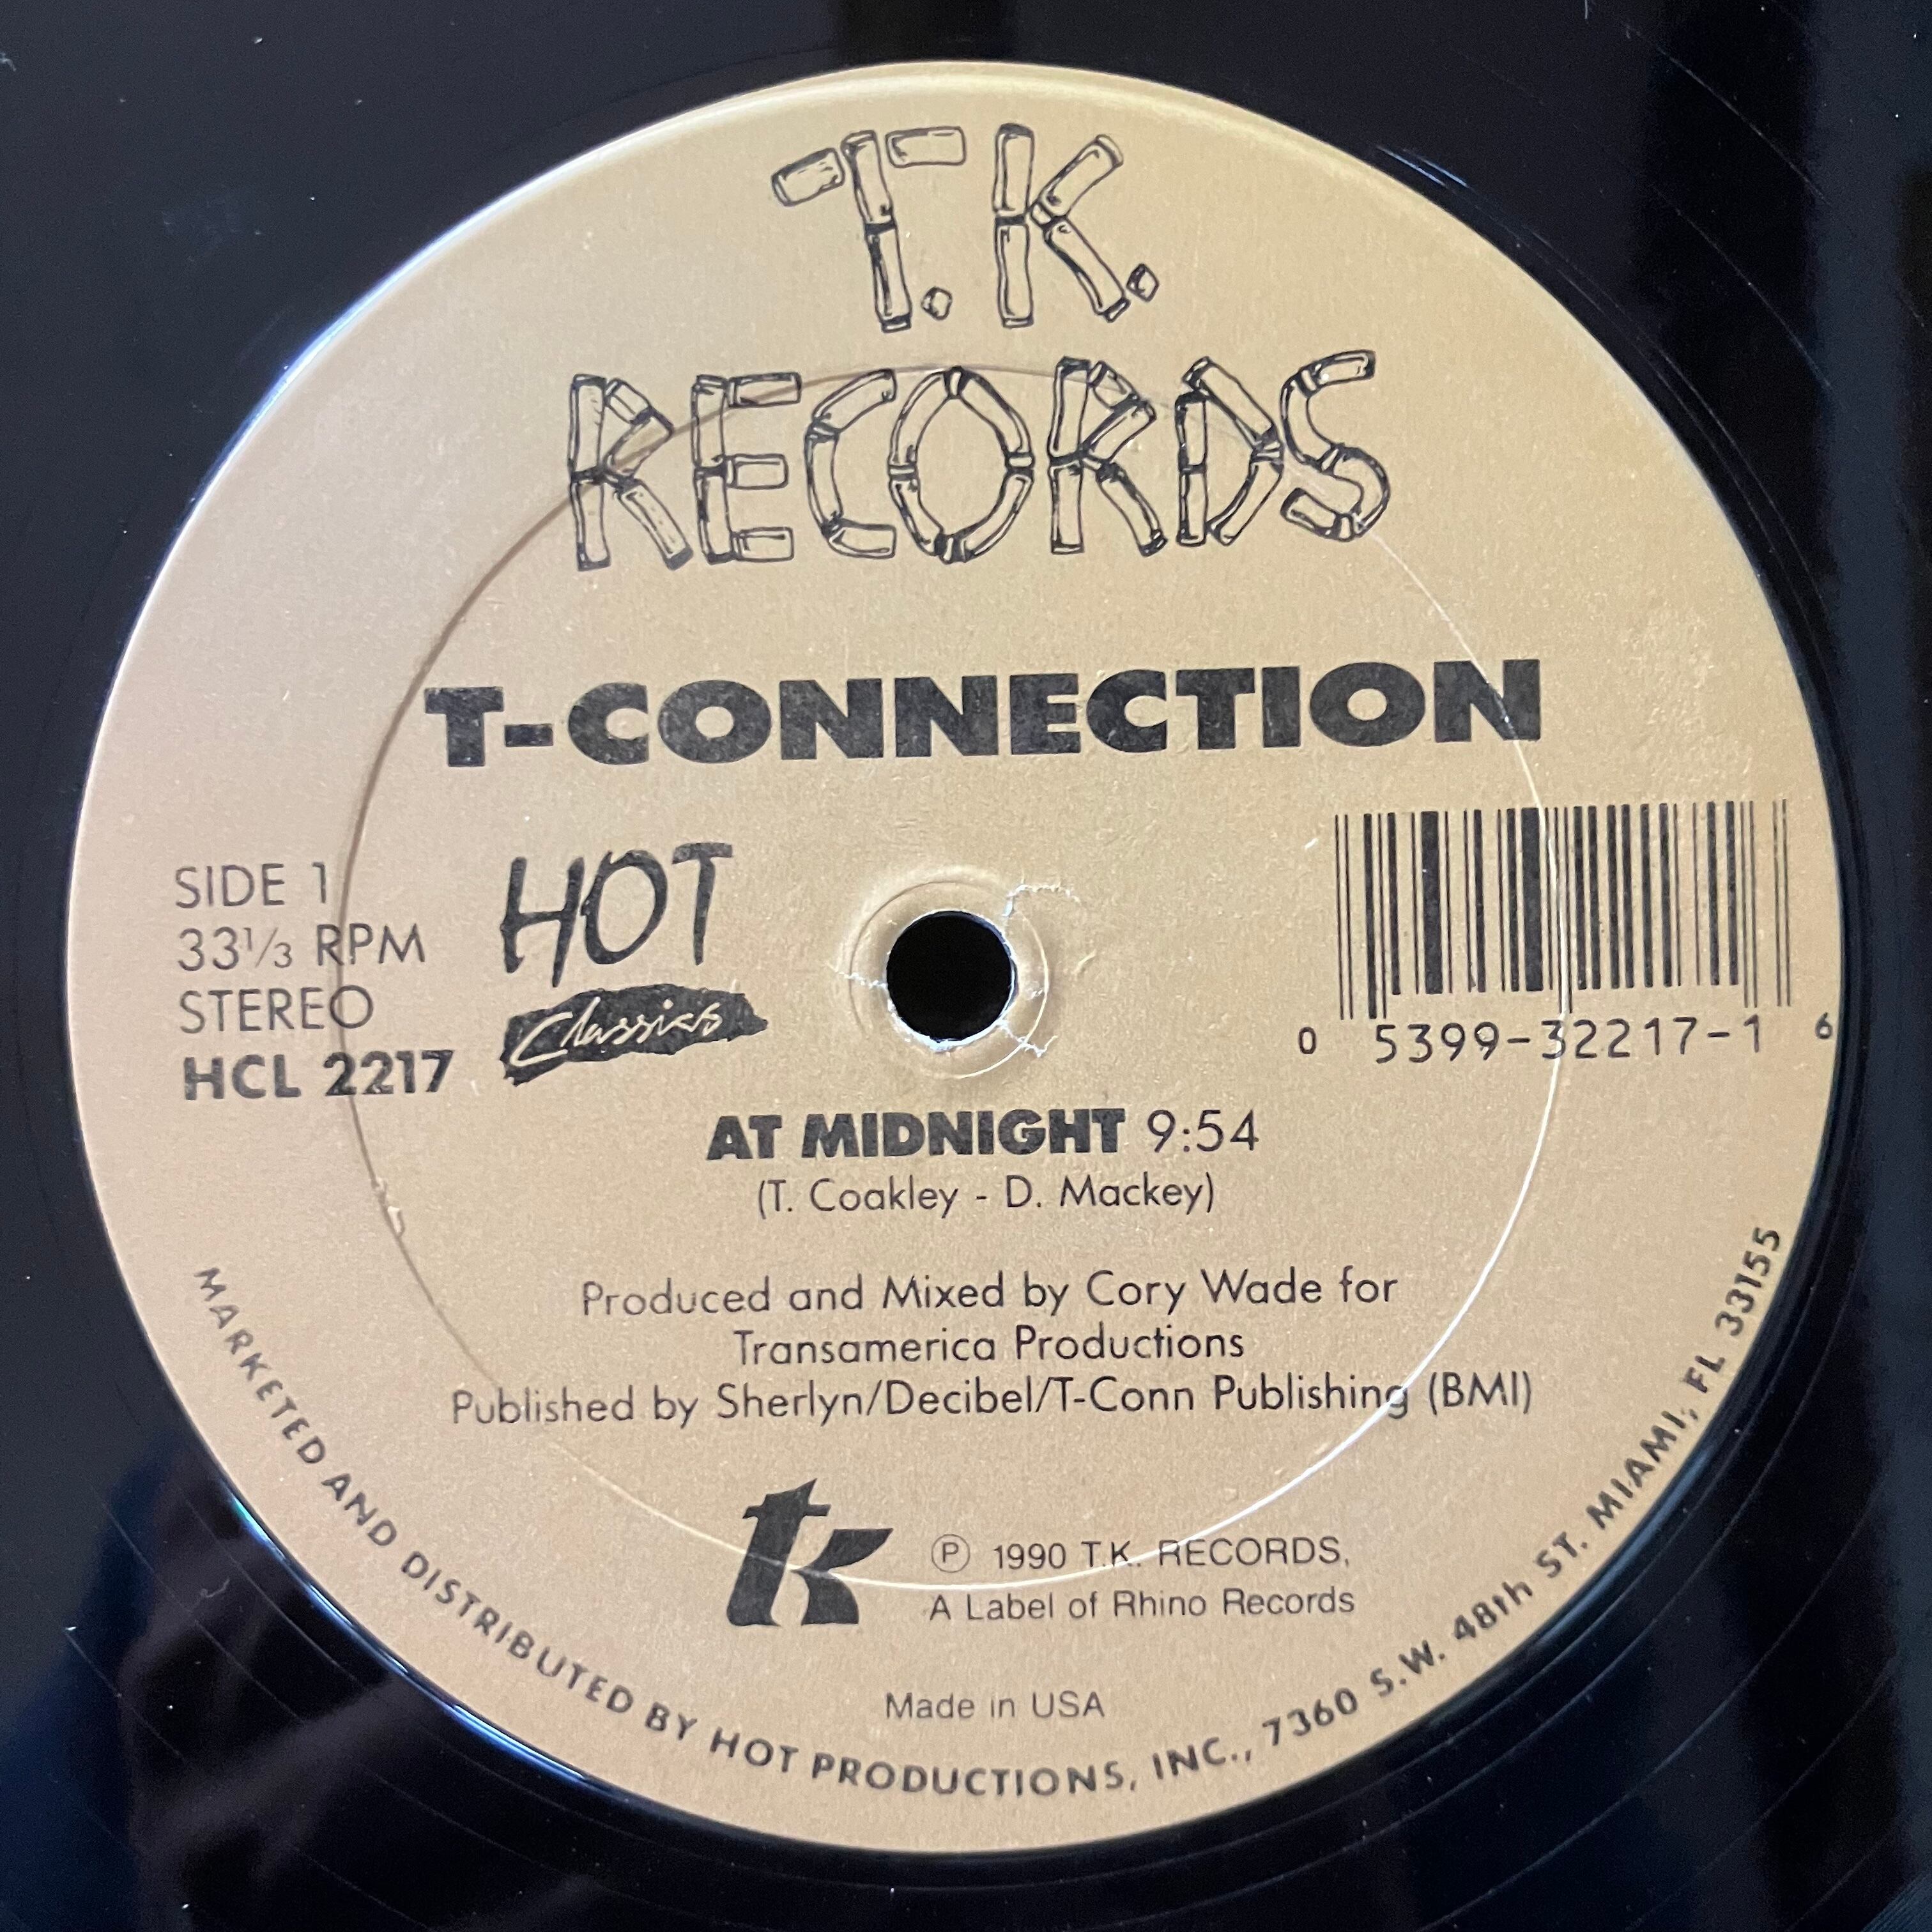 T.K.
RECORDS
T-CONNECTION
SIDE 1
33⅓ RPM
STEREO
HCL 2217
HOT
Classics
0 5399-32217-1 6
AT MIDNIGHT 9:54
(T. Coakley - D. Mackey)
Produced and Mixed by Cory Wade for
Transamerica Productions
Published by Sherlyn/Decibel/T-Conn Publishing (BMI)
tk
Ⓟ 1990 T.K. RECORDS,
A Label of Rhino Records
Made in USA
MARKETED AND DISTRIBUTED BY HOT PRODUCTIONS, INC., 7360 S.W. 48th ST. MIAMI, FL 33155